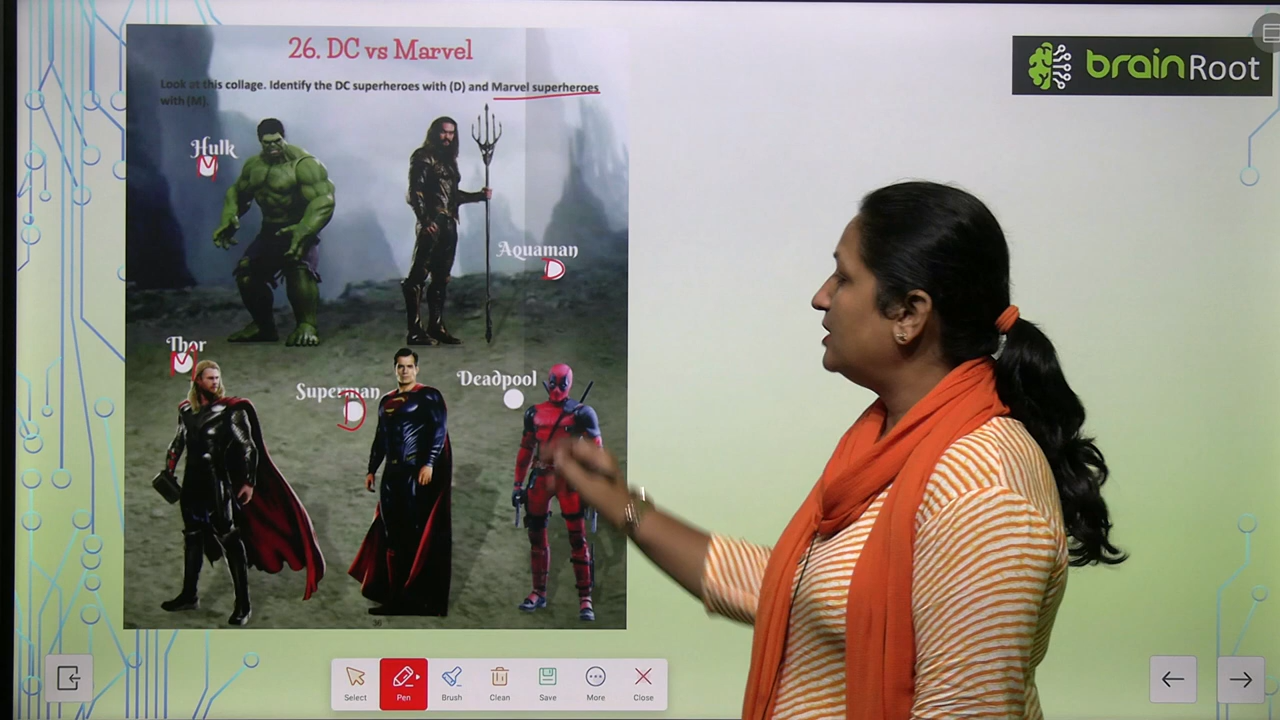 26. DC vs Marvel
Look at this collage. Identify the DC superheroes with (D) and Marvel superheroes
with (M).
brainRoot
Hulk
M
Aquaman
D
Thor
M
Superman
D
Deadpool
Select
Pen
Brush
Clean
Save
More
Close